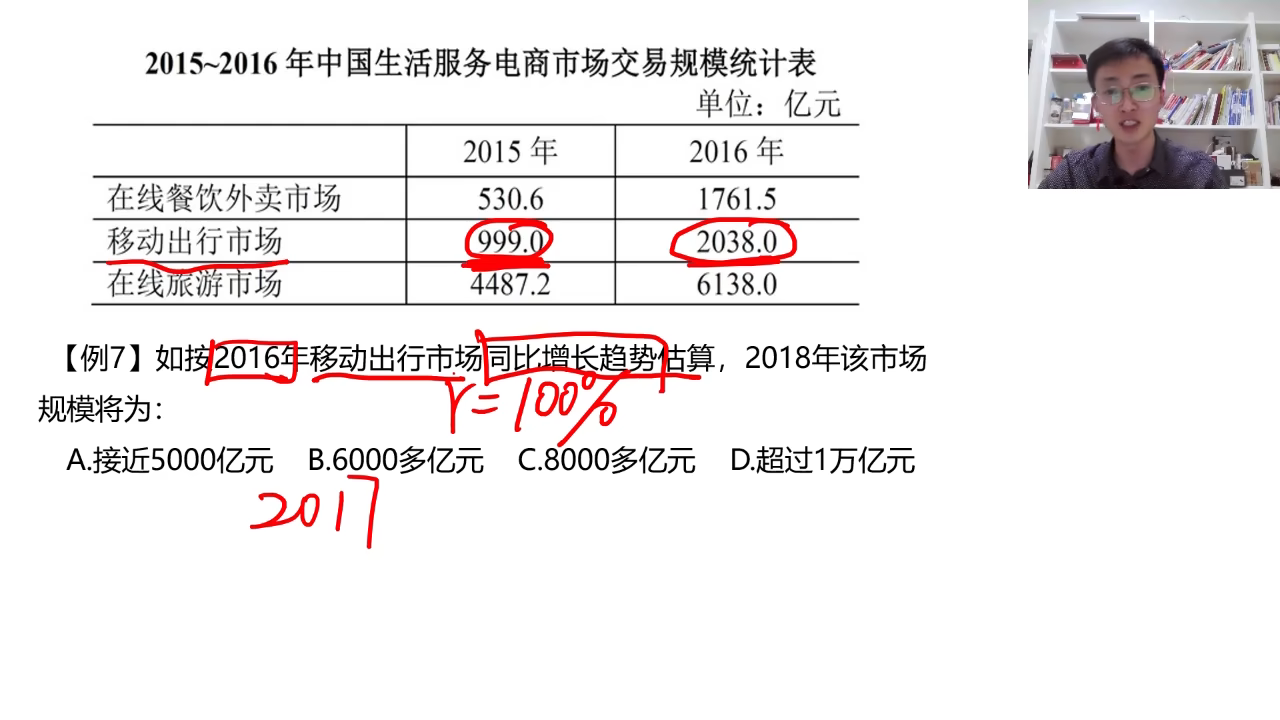 2015~2016 年中国生活服务电商市场交易规模统计表
单位：亿元
2015 年 2016 年
在线餐饮外卖市场 530.6 1761.5
移动出行市场 999.0 2038.0
在线旅游市场 4487.2 6138.0
【例7】如按2016年移动出行市场同比增长趋势估算，2018年该市场
规模将为：
r=100%
A.接近5000亿元 B.6000多亿元 C.8000多亿元 D.超过1万亿元
2017